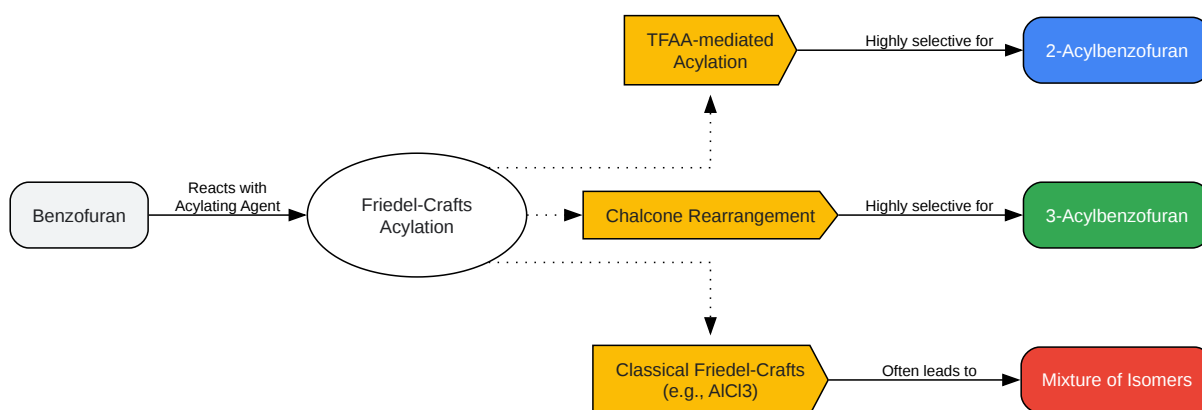 TFAA-mediated
Acylation
Highly selective for
2-Acylbenzofuran
Benzofuran
Reacts with
Acylating Agent
Friedel-Crafts
Acylation
Chalcone Rearrangement
Highly selective for
3-Acylbenzofuran
Classical Friedel-Crafts
(e.g., AlCl3)
Often leads to
Mixture of Isomers